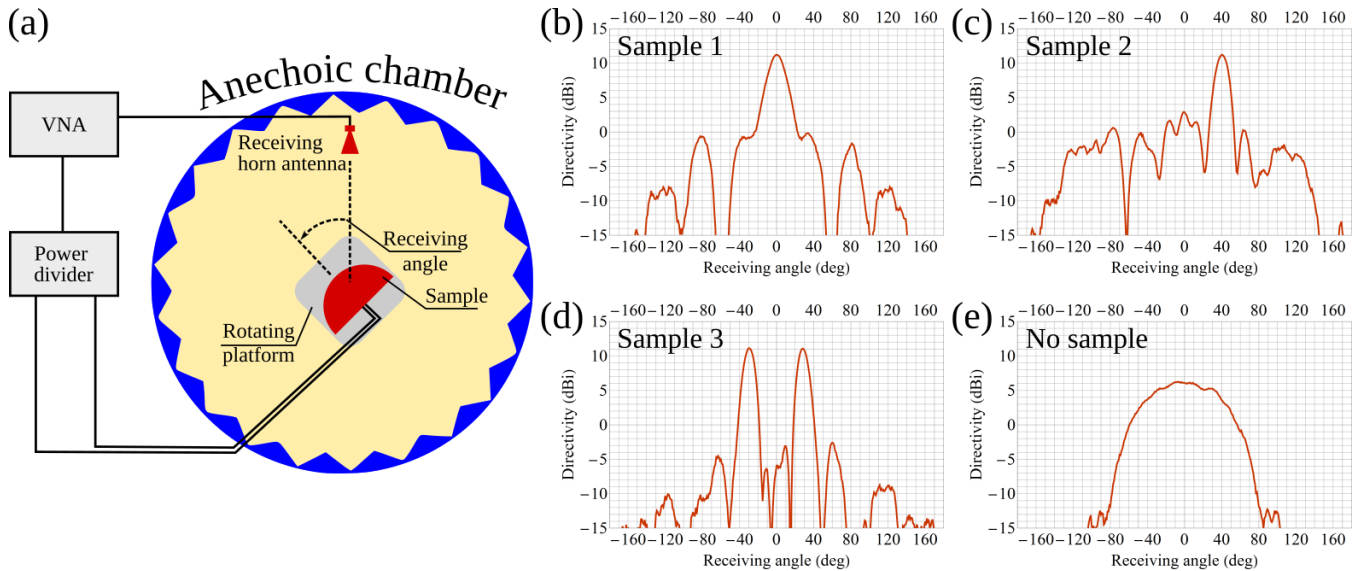 (a)
Anechoic chamber
VNA
Receiving
horn antenna
Power
divider
Receiving
angle
Sample
Rotating
platform
(b)
−160 −120 −80 −40 0 40 80 120 160
Sample 1
15
10
5
0
−5
−10
−15
Directivity (dBi)
−160 −120 −80 −40 0 40 80 120 160
Receiving angle (deg)
(c)
−160 −120 −80 −40 0 40 80 120 160
Sample 2
15
10
5
0
−5
−10
−15
Directivity (dBi)
−160 −120 −80 −40 0 40 80 120 160
Receiving angle (deg)
(d)
−160 −120 −80 −40 0 40 80 120 160
Sample 3
15
10
5
0
−5
−10
−15
Directivity (dBi)
−160 −120 −80 −40 0 40 80 120 160
Receiving angle (deg)
(e)
−160 −120 −80 −40 0 40 80 120 160
No sample
15
10
5
0
−5
−10
−15
Directivity (dBi)
−160 −120 −80 −40 0 40 80 120 160
Receiving angle (deg)